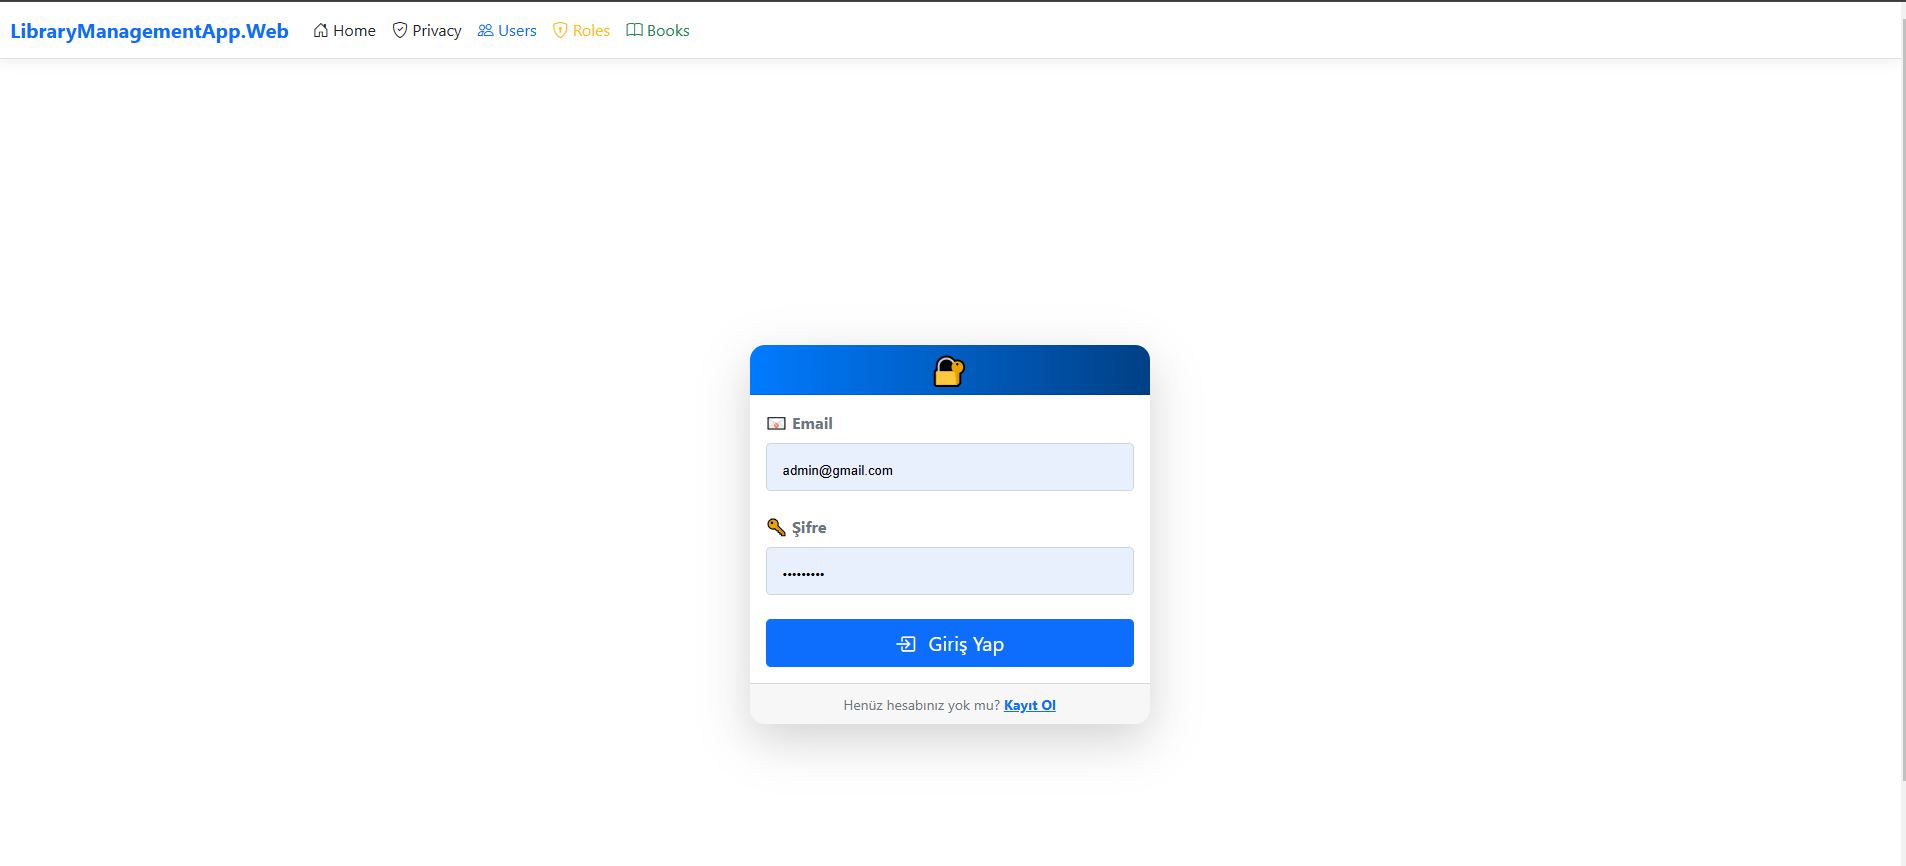 LibraryManagementApp.Web Home Privacy Users Roles Books
Email
admin@gmail.com
Şifre
•••••••••
Giriş Yap
Henüz hesabınız yok mu? Kayıt Ol